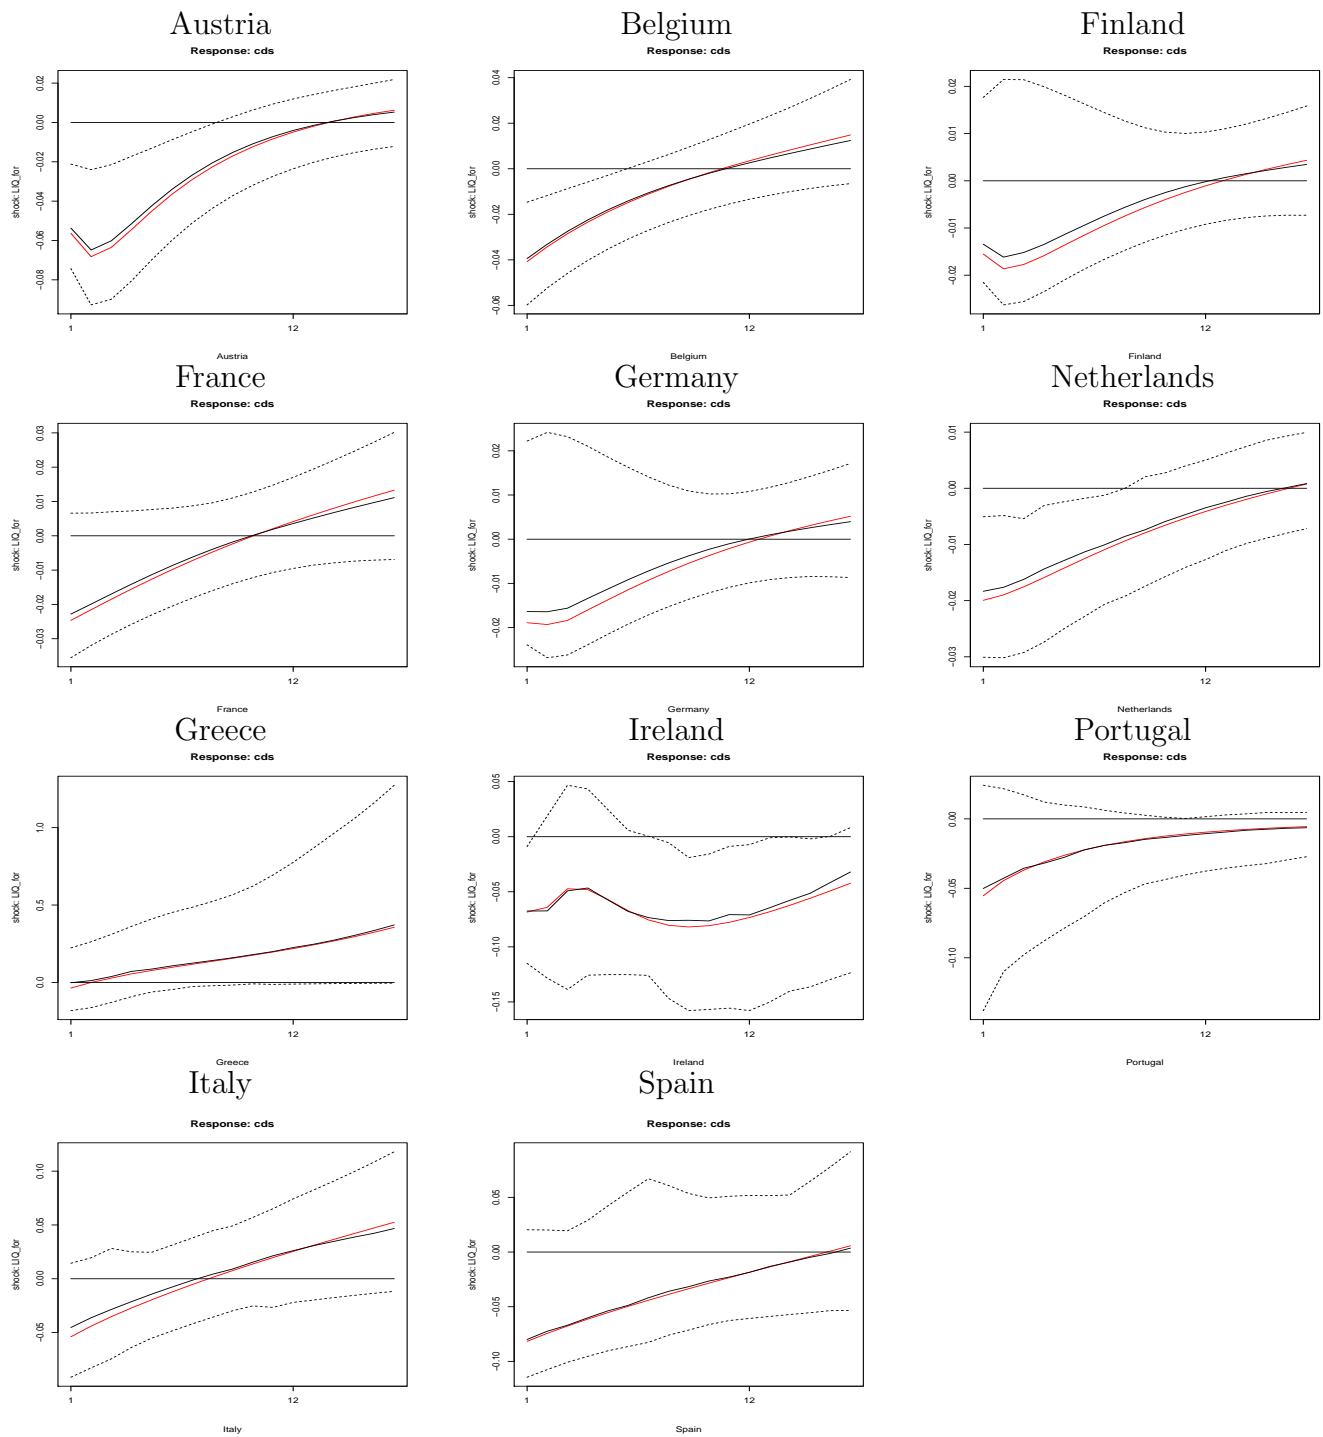 Austria
Response: cds
shock: LIQ_for
0.02
0.00
−0.02
−0.04
−0.06
−0.08
1
12
Austria
Belgium
Response: cds
shock: LIQ_for
0.04
0.02
0.00
−0.02
−0.04
−0.06
1
12
Belgium
Finland
Response: cds
shock: LIQ_for
0.02
0.01
0.00
−0.01
−0.02
1
12
Finland
France
Response: cds
shock: LIQ_for
0.03
0.02
0.01
0.00
−0.01
−0.02
−0.03
1
12
France
Germany
Response: cds
shock: LIQ_for
0.02
0.01
0.00
−0.01
−0.02
1
12
Germany
Netherlands
Response: cds
shock: LIQ_for
0.01
0.00
−0.01
−0.02
−0.03
1
12
Netherlands
Greece
Response: cds
shock: LIQ_for
1.0
0.5
0.0
1
12
Greece
Ireland
Response: cds
shock: LIQ_for
0.05
0.00
−0.05
−0.10
−0.15
1
12
Ireland
Portugal
Response: cds
shock: LIQ_for
0.00
−0.05
−0.10
1
12
Portugal
Italy
Response: cds
shock: LIQ_for
0.10
0.05
0.00
−0.05
1
12
Italy
Spain
Response: cds
shock: LIQ_for
0.05
0.00
−0.05
−0.10
1
12
Spain